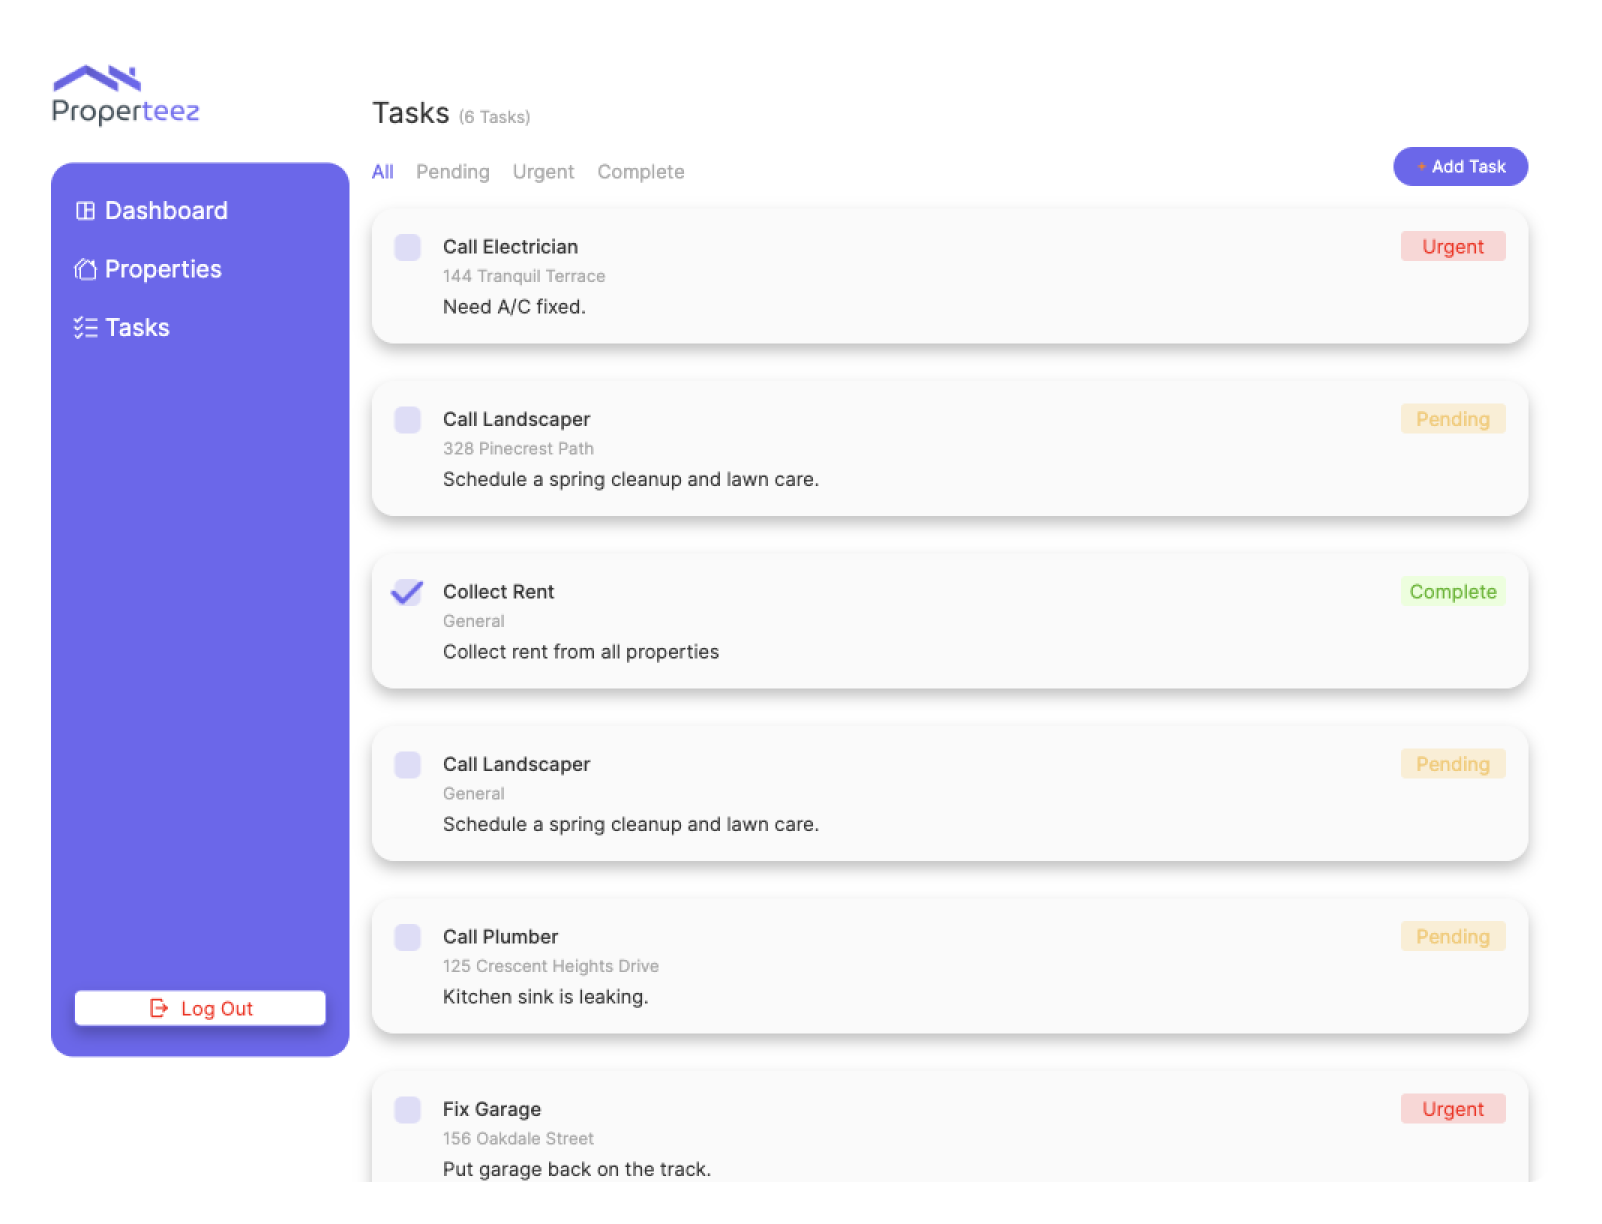 Properteez
Dashboard
Properties
Tasks
Log Out
Tasks (6 Tasks)
All Pending Urgent Complete
+ Add Task
Call Electrician
Urgent
144 Tranquil Terrace
Need A/C fixed.
Call Landscaper
Pending
328 Pinecrest Path
Schedule a spring cleanup and lawn care.
Collect Rent
Complete
General
Collect rent from all properties
Call Landscaper
Pending
General
Schedule a spring cleanup and lawn care.
Call Plumber
Pending
125 Crescent Heights Drive
Kitchen sink is leaking.
Fix Garage
Urgent
156 Oakdale Street
Put garage back on the track.